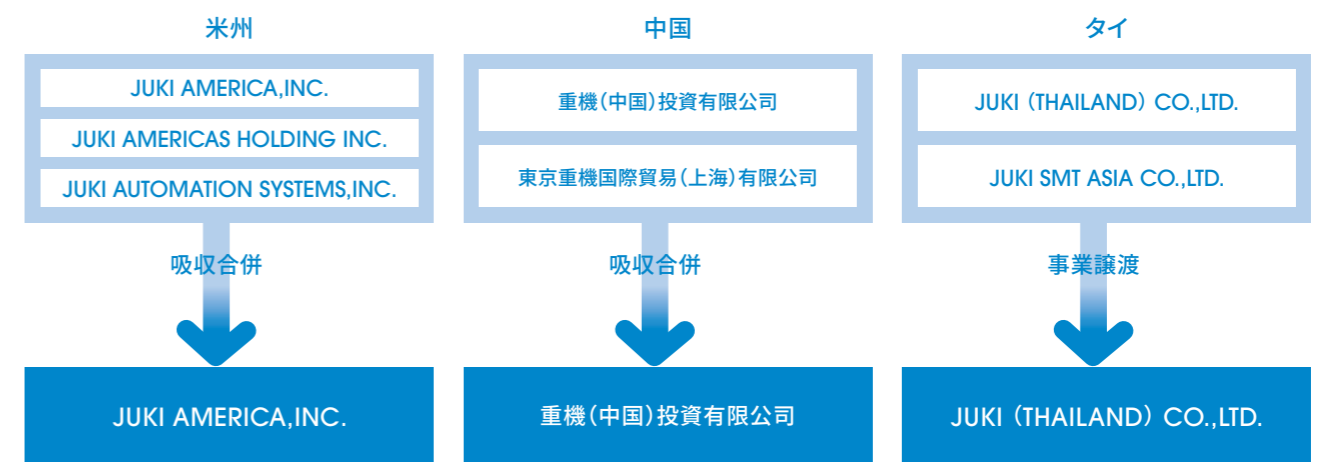 米州
JUKI AMERICA,INC.
JUKI AMERICAS HOLDING INC.
JUKI AUTOMATION SYSTEMS,INC.
吸収合併
JUKI AMERICA,INC.
中国
重機(中国)投資有限公司
東京重機国際貿易(上海)有限公司
吸収合併
重機(中国)投資有限公司
タイ
JUKI (THAILAND) CO.,LTD.
JUKI SMT ASIA CO.,LTD.
事業譲渡
JUKI (THAILAND) CO.,LTD.